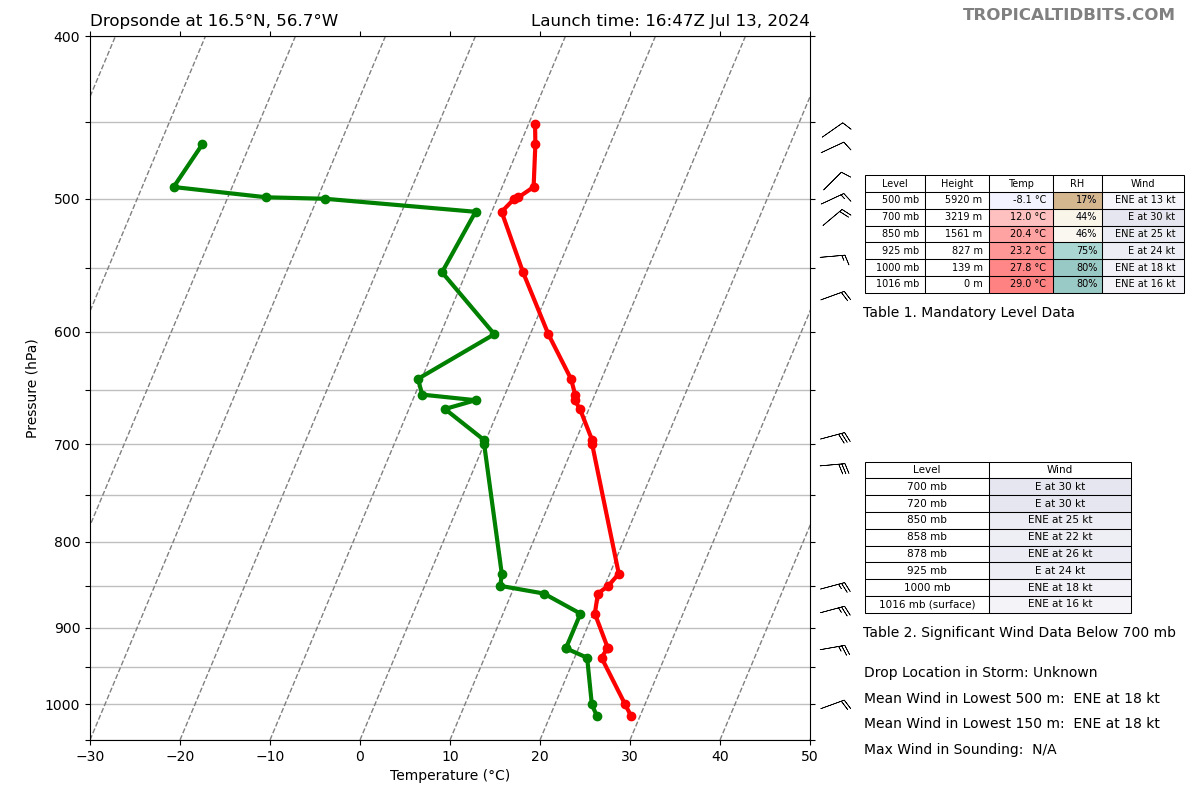 Dropsonde at 16.5°N, 56.7°W
Launch time: 16:47Z Jul 13, 2024
TROPICALTIDBITS.COM
400
500
600
700
800
900
1000
Pressure (hPa)
−30 −20 −10 0 10 20 30 40 50
Temperature (°C)
Level Height Temp RH Wind
500 mb 5920 m -8.1 °C 17% ENE at 13 kt
700 mb 3219 m 12.0 °C 44% E at 30 kt
850 mb 1561 m 20.4 °C 46% ENE at 25 kt
925 mb 827 m 23.2 °C 75% E at 24 kt
1000 mb 139 m 27.8 °C 80% ENE at 18 kt
1016 mb 0 m 29.0 °C 80% ENE at 16 kt
Table 1. Mandatory Level Data
Level Wind
700 mb E at 30 kt
720 mb E at 30 kt
850 mb ENE at 25 kt
858 mb ENE at 22 kt
878 mb ENE at 26 kt
925 mb E at 24 kt
1000 mb ENE at 18 kt
1016 mb (surface) ENE at 16 kt
Table 2. Significant Wind Data Below 700 mb
Drop Location in Storm: Unknown
Mean Wind in Lowest 500 m: ENE at 18 kt
Mean Wind in Lowest 150 m: ENE at 18 kt
Max Wind in Sounding: N/A